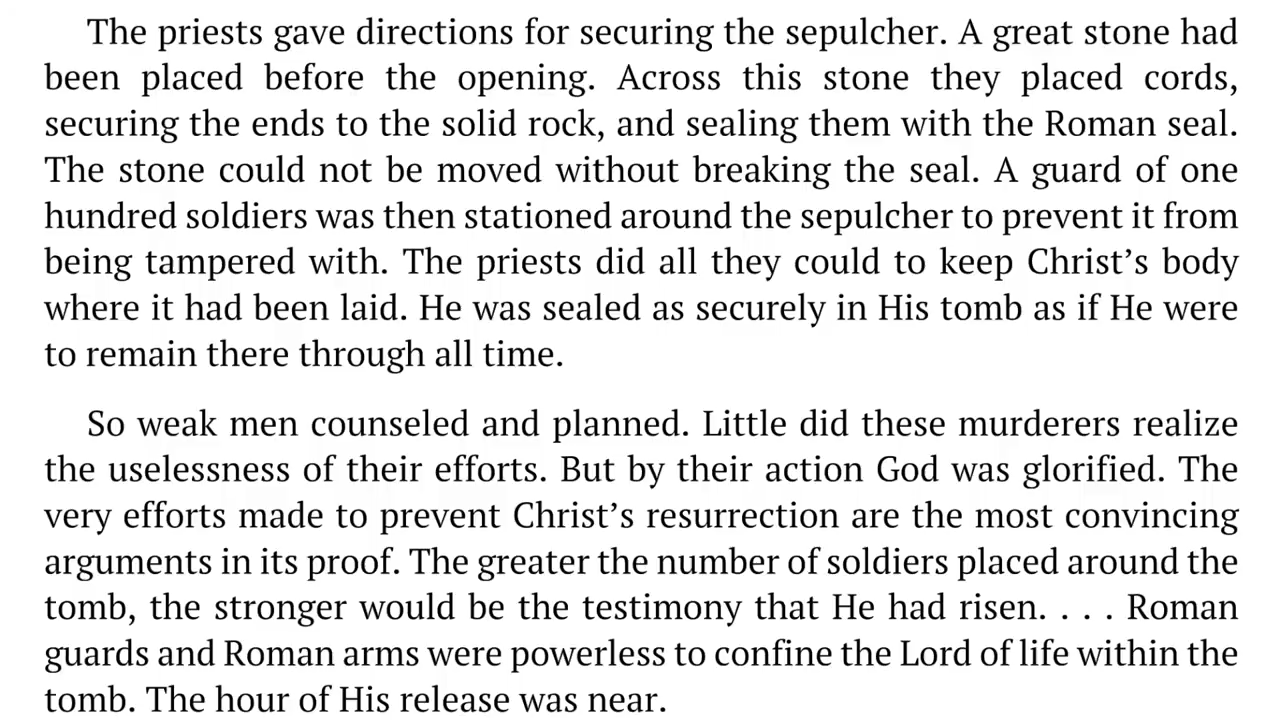 The priests gave directions for securing the sepulcher. A great stone had
been placed before the opening. Across this stone they placed cords,
securing the ends to the solid rock, and sealing them with the Roman seal.
The stone could not be moved without breaking the seal. A guard of one
hundred soldiers was then stationed around the sepulcher to prevent it from
being tampered with. The priests did all they could to keep Christ’s body
where it had been laid. He was sealed as securely in His tomb as if He were
to remain there through all time.
So weak men counseled and planned. Little did these murderers realize
the uselessness of their efforts. But by their action God was glorified. The
very efforts made to prevent Christ’s resurrection are the most convincing
arguments in its proof. The greater the number of soldiers placed around the
tomb, the stronger would be the testimony that He had risen. . . . Roman
guards and Roman arms were powerless to confine the Lord of life within the
tomb. The hour of His release was near.